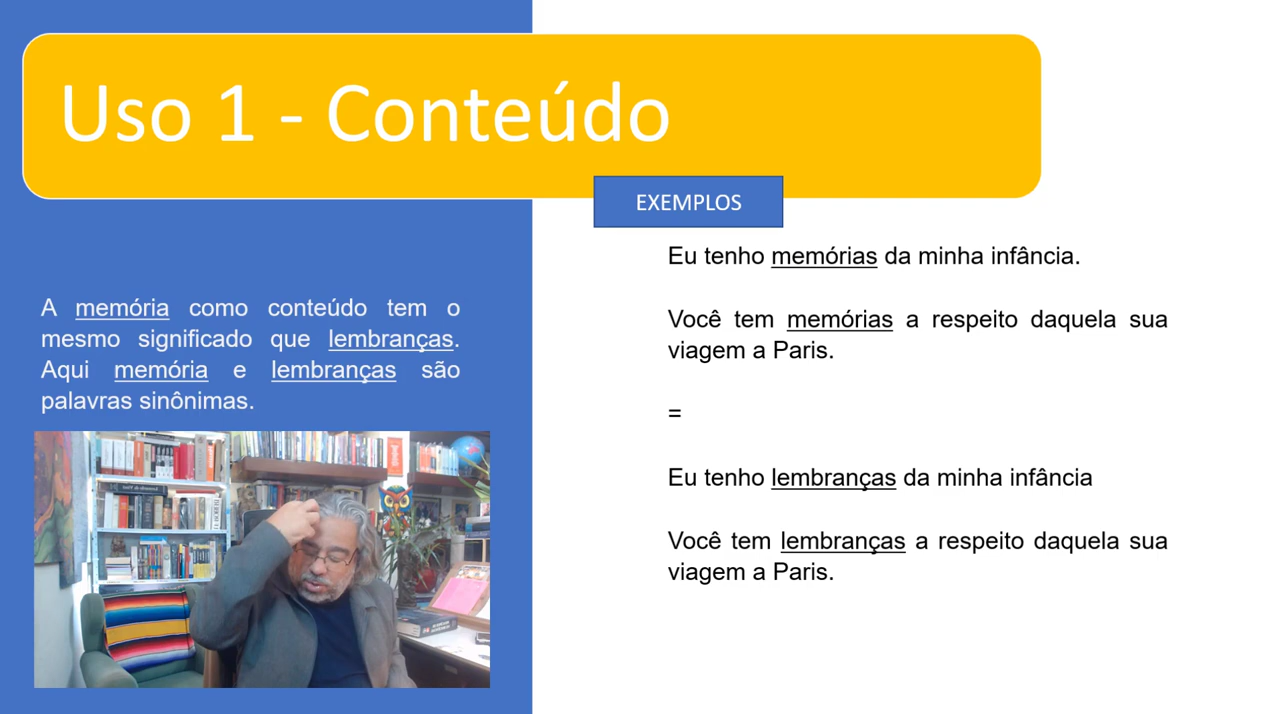 Uso 1 - Conteúdo
EXEMPLOS
A memória como conteúdo tem o
mesmo significado que lembranças.
Aqui memória e lembranças são
palavras sinônimas.
Eu tenho memórias da minha infância.
Você tem memórias a respeito daquela sua
viagem a Paris.
=
Eu tenho lembranças da minha infância
Você tem lembranças a respeito daquela sua
viagem a Paris.